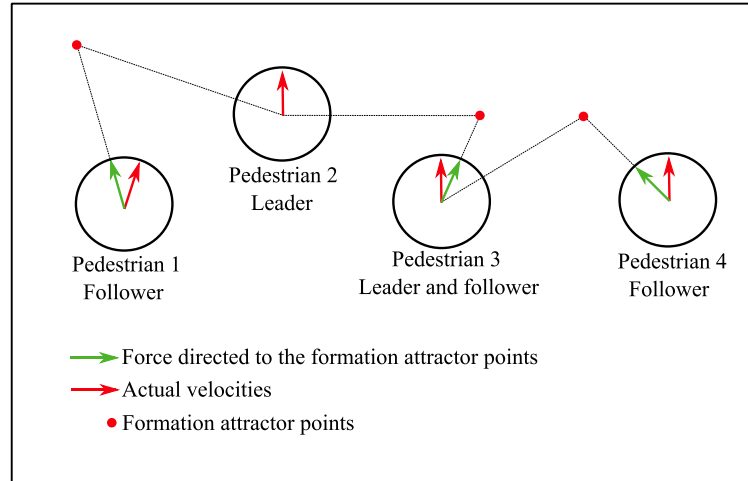 Pedestrian 2
Leader
Pedestrian 1
Follower
Pedestrian 3
Leader and follower
Pedestrian 4
Follower
Force directed to the formation attractor points
Actual velocities
Formation attractor points